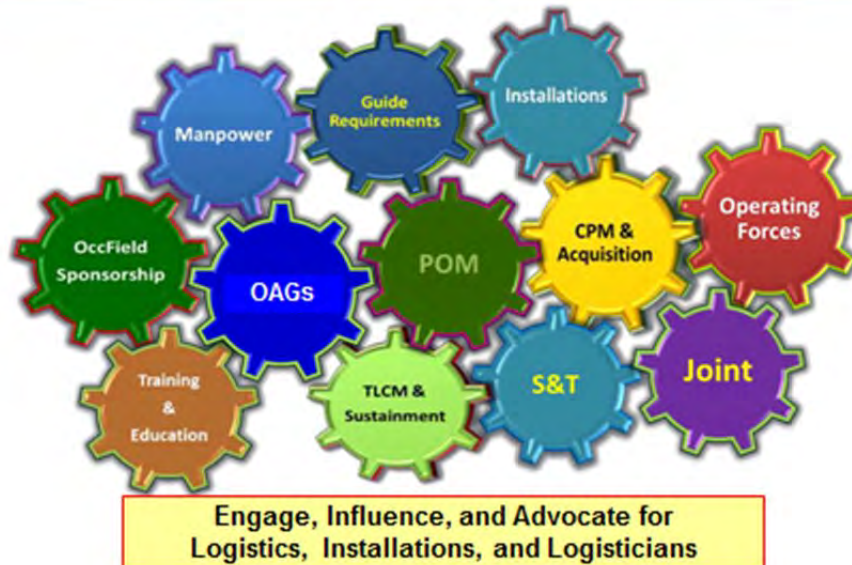 Manpower
Guide
Requirements
Installations
OccField
Sponsorship
OAGs
POM
CPM &
Acquisition
Operating
Forces
Training
&
Education
TLCM &
Sustainment
S&T
Joint
Engage, Influence, and Advocate for
Logistics, Installations, and Logisticians